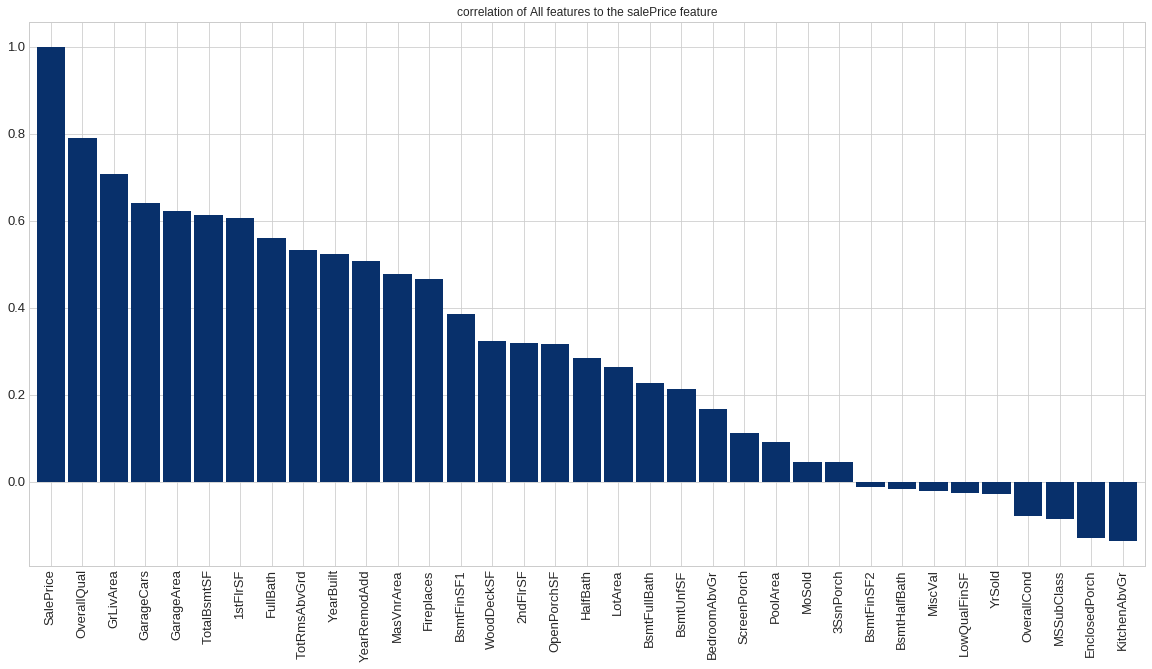 correlation of All features to the salePrice feature
1.0
0.8
0.6
0.4
0.2
0.0
SalePrice
OverallQual
GrLivArea
GarageCars
GarageArea
TotalBsmtSF
1stFlrSF
FullBath
TotRmsAbvGrd
YearBuilt
YearRemodAdd
MasVnrArea
Fireplaces
BsmtFinSF1
WoodDeckSF
2ndFlrSF
OpenPorchSF
HalfBath
LotArea
BsmtFullBath
BsmtUnfSF
BedroomAbvGr
ScreenPorch
PoolArea
MoSold
3SsnPorch
BsmtFinSF2
BsmtHalfBath
MiscVal
LowQualFinSF
YrSold
OverallCond
MSSubClass
EnclosedPorch
KitchenAbvGr